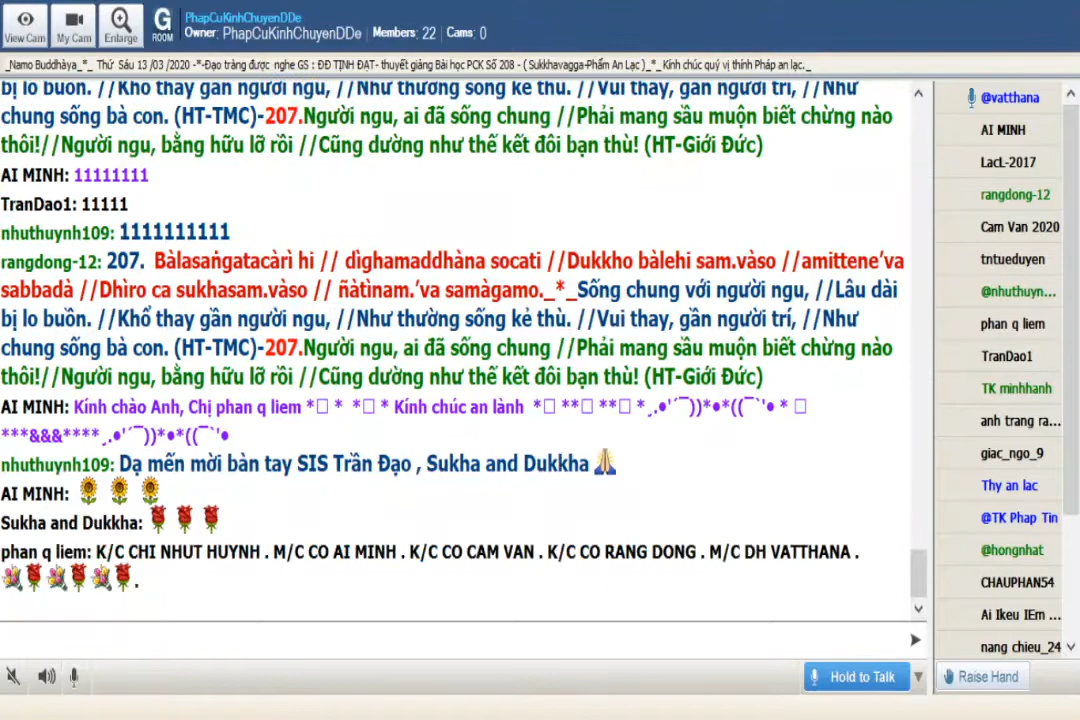 View Cam
My Cam
Enlarge
G
ROOM
PhapCuKinhChuyenDDe
Owner: PhapCuKinhChuyenDDe Members: 22 Cams: 0
_Namo Buddhàya_*_ Thứ Sáu 13 /03 /2020 -*-Đạo tràng được nghe GS : ĐĐ TỊNH ĐẠT- thuyết giảng Bài học PCK Số 208 - ( Sukkhavagga-Phẩm An Lạc )_*_Kính chúc quý vị thính Pháp an lạc._
bị lo buồn. //Khổ thay gần người ngu, //Như thường sống kẻ thù. //Vui thay, gần người trí, //Như
chung sống bà con. (HT-TMC)-207.Người ngu, ai đã sống chung //Phải mang sầu muộn biết chừng nào
thôi!//Người ngu, bằng hữu lỡ rồi //Cũng dường như thế kết đôi bạn thù! (HT-Giới Đức)
AI MINH: 11111111
TranDao1: 11111
nhuthuynh109: 1111111111
rangdong-12: 207. Bàlasaṅgatacàrì hi // dìghamaddhàna socati //Dukkho bàlehi sam.vàso //amittene’va
sabbadà //Dhìro ca sukhasam.vàso // ñàtìnam.’va samàgamo._*_Sống chung với người ngu, //Lâu dài
bị lo buồn. //Khổ thay gần người ngu, //Như thường sống kẻ thù. //Vui thay, gần người trí, //Như
chung sống bà con. (HT-TMC)-207.Người ngu, ai đã sống chung //Phải mang sầu muộn biết chừng nào
thôi!//Người ngu, bằng hữu lỡ rồi //Cũng dường như thế kết đôi bạn thù! (HT-Giới Đức)
AI MINH: Kính chào Anh, Chị phan q liem *□ * *□ * Kính chúc an lành *□ **□ **□ *¸.•'´¯))*•*((¯`'• * □
***&&&****¸.•'´¯))*•*((¯`'•
nhuthuynh109: Dạ mến mời bàn tay SIS Trần Đạo , Sukha and Dukkha 🙏
AI MINH: 🌻 🌻 🌻
Sukha and Dukkha: 🌹 🌹 🌹
phan q liem: K/C CHI NHUT HUYNH . M/C CO AI MINH . K/C CO CAM VAN . K/C CO RANG DONG . M/C DH VATTHANA .
💐🌹💐🌹💐🌹.
@vatthana
AI MINH
LacL-2017
rangdong-12
Cam Van 2020
tntueduyen
@nhuthuyn...
phan q liem
TranDao1
TK minhhanh
anh trang ra...
giac_ngo_9
Thy an lac
@TK Phap Tin
@hongnhat
CHAUPHAN54
Ai Ikeu IEm ...
nang chieu_24
Hold to Talk
Raise Hand